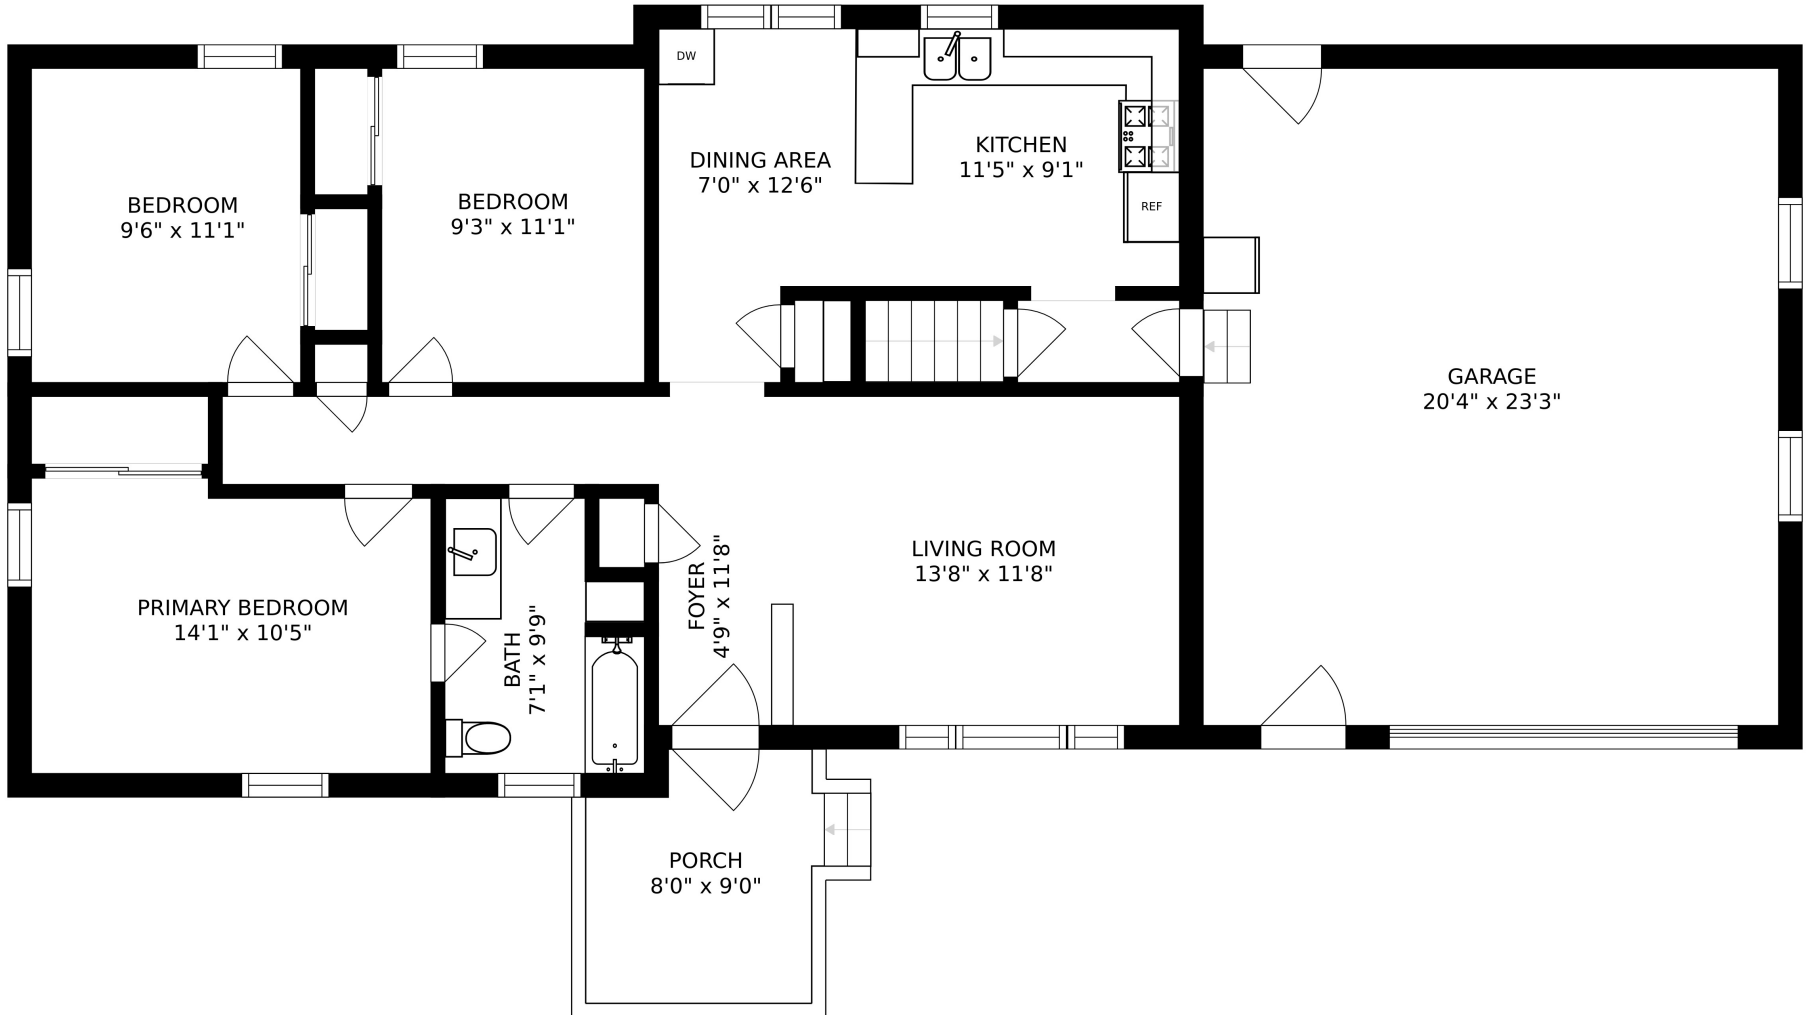 DW
BEDROOM
9'6" x 11'1"
BEDROOM
9'3" x 11'1"
DINING AREA
7'0" x 12'6"
KITCHEN
11'5" x 9'1"
REF
GARAGE
20'4" x 23'3"
PRIMARY BEDROOM
14'1" x 10'5"
BATH
7'1" x 9'9"
FOYER
4'9" x 11'8"
LIVING ROOM
13'8" x 11'8"
PORCH
8'0" x 9'0"